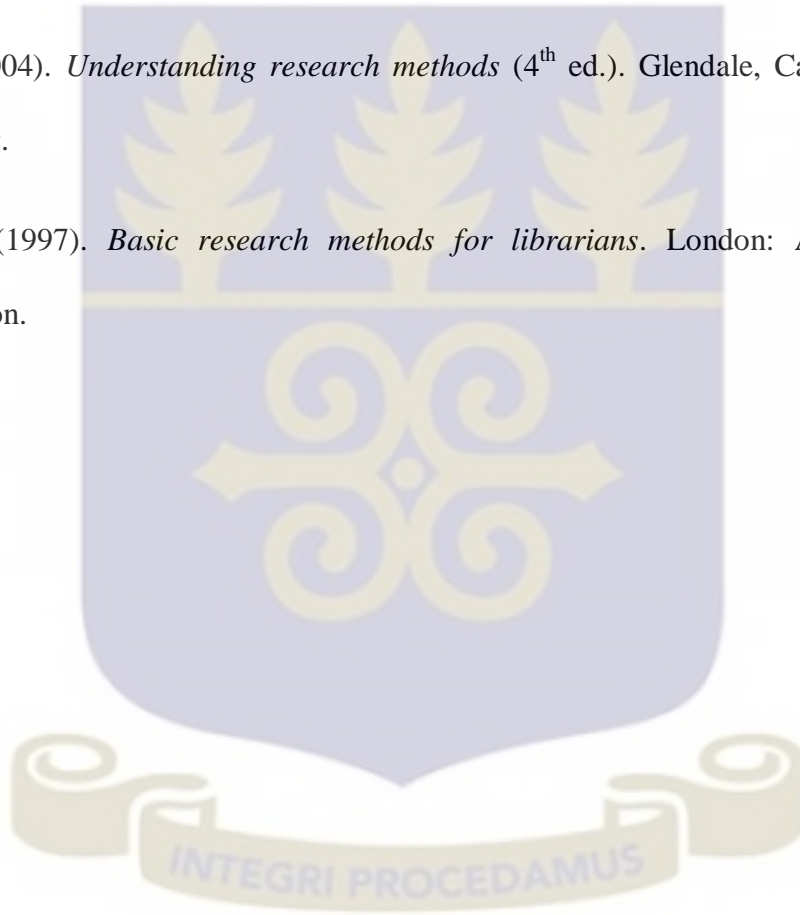 04). Understanding research methods (4th ed.). Glendale, Ca
.
(1997). Basic research methods for librarians. London: A
on.
INTEGRI PROCEDAMUS